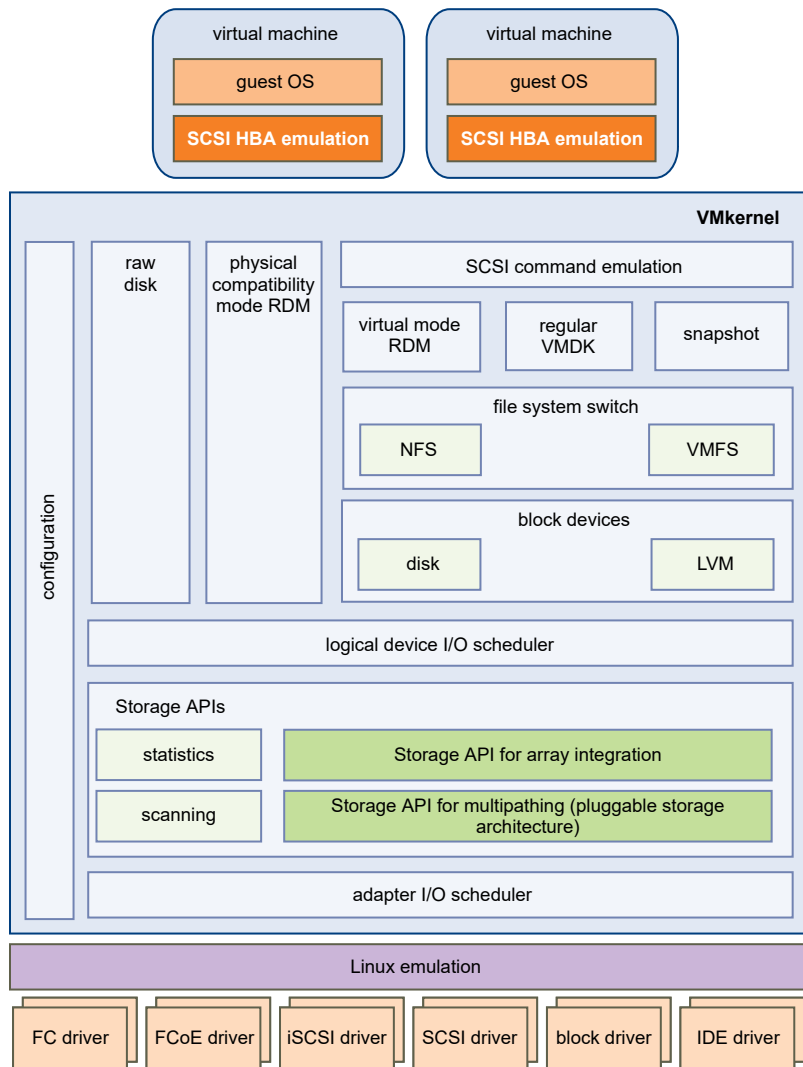 virtual machine
guest OS
SCSI HBA emulation
virtual machine
guest OS
SCSI HBA emulation
VMkernel
configuration
raw
disk
physical
compatibility
mode RDM
SCSI command emulation
virtual mode
RDM
regular
VMDK
snapshot
file system switch
NFS
VMFS
block devices
disk
LVM
logical device I/O scheduler
Storage APIs
statistics
Storage API for array integration
scanning
Storage API for multipathing (pluggable storage
architecture)
adapter I/O scheduler
Linux emulation
FC driver
FCoE driver
iSCSI driver
SCSI driver
block driver
IDE driver